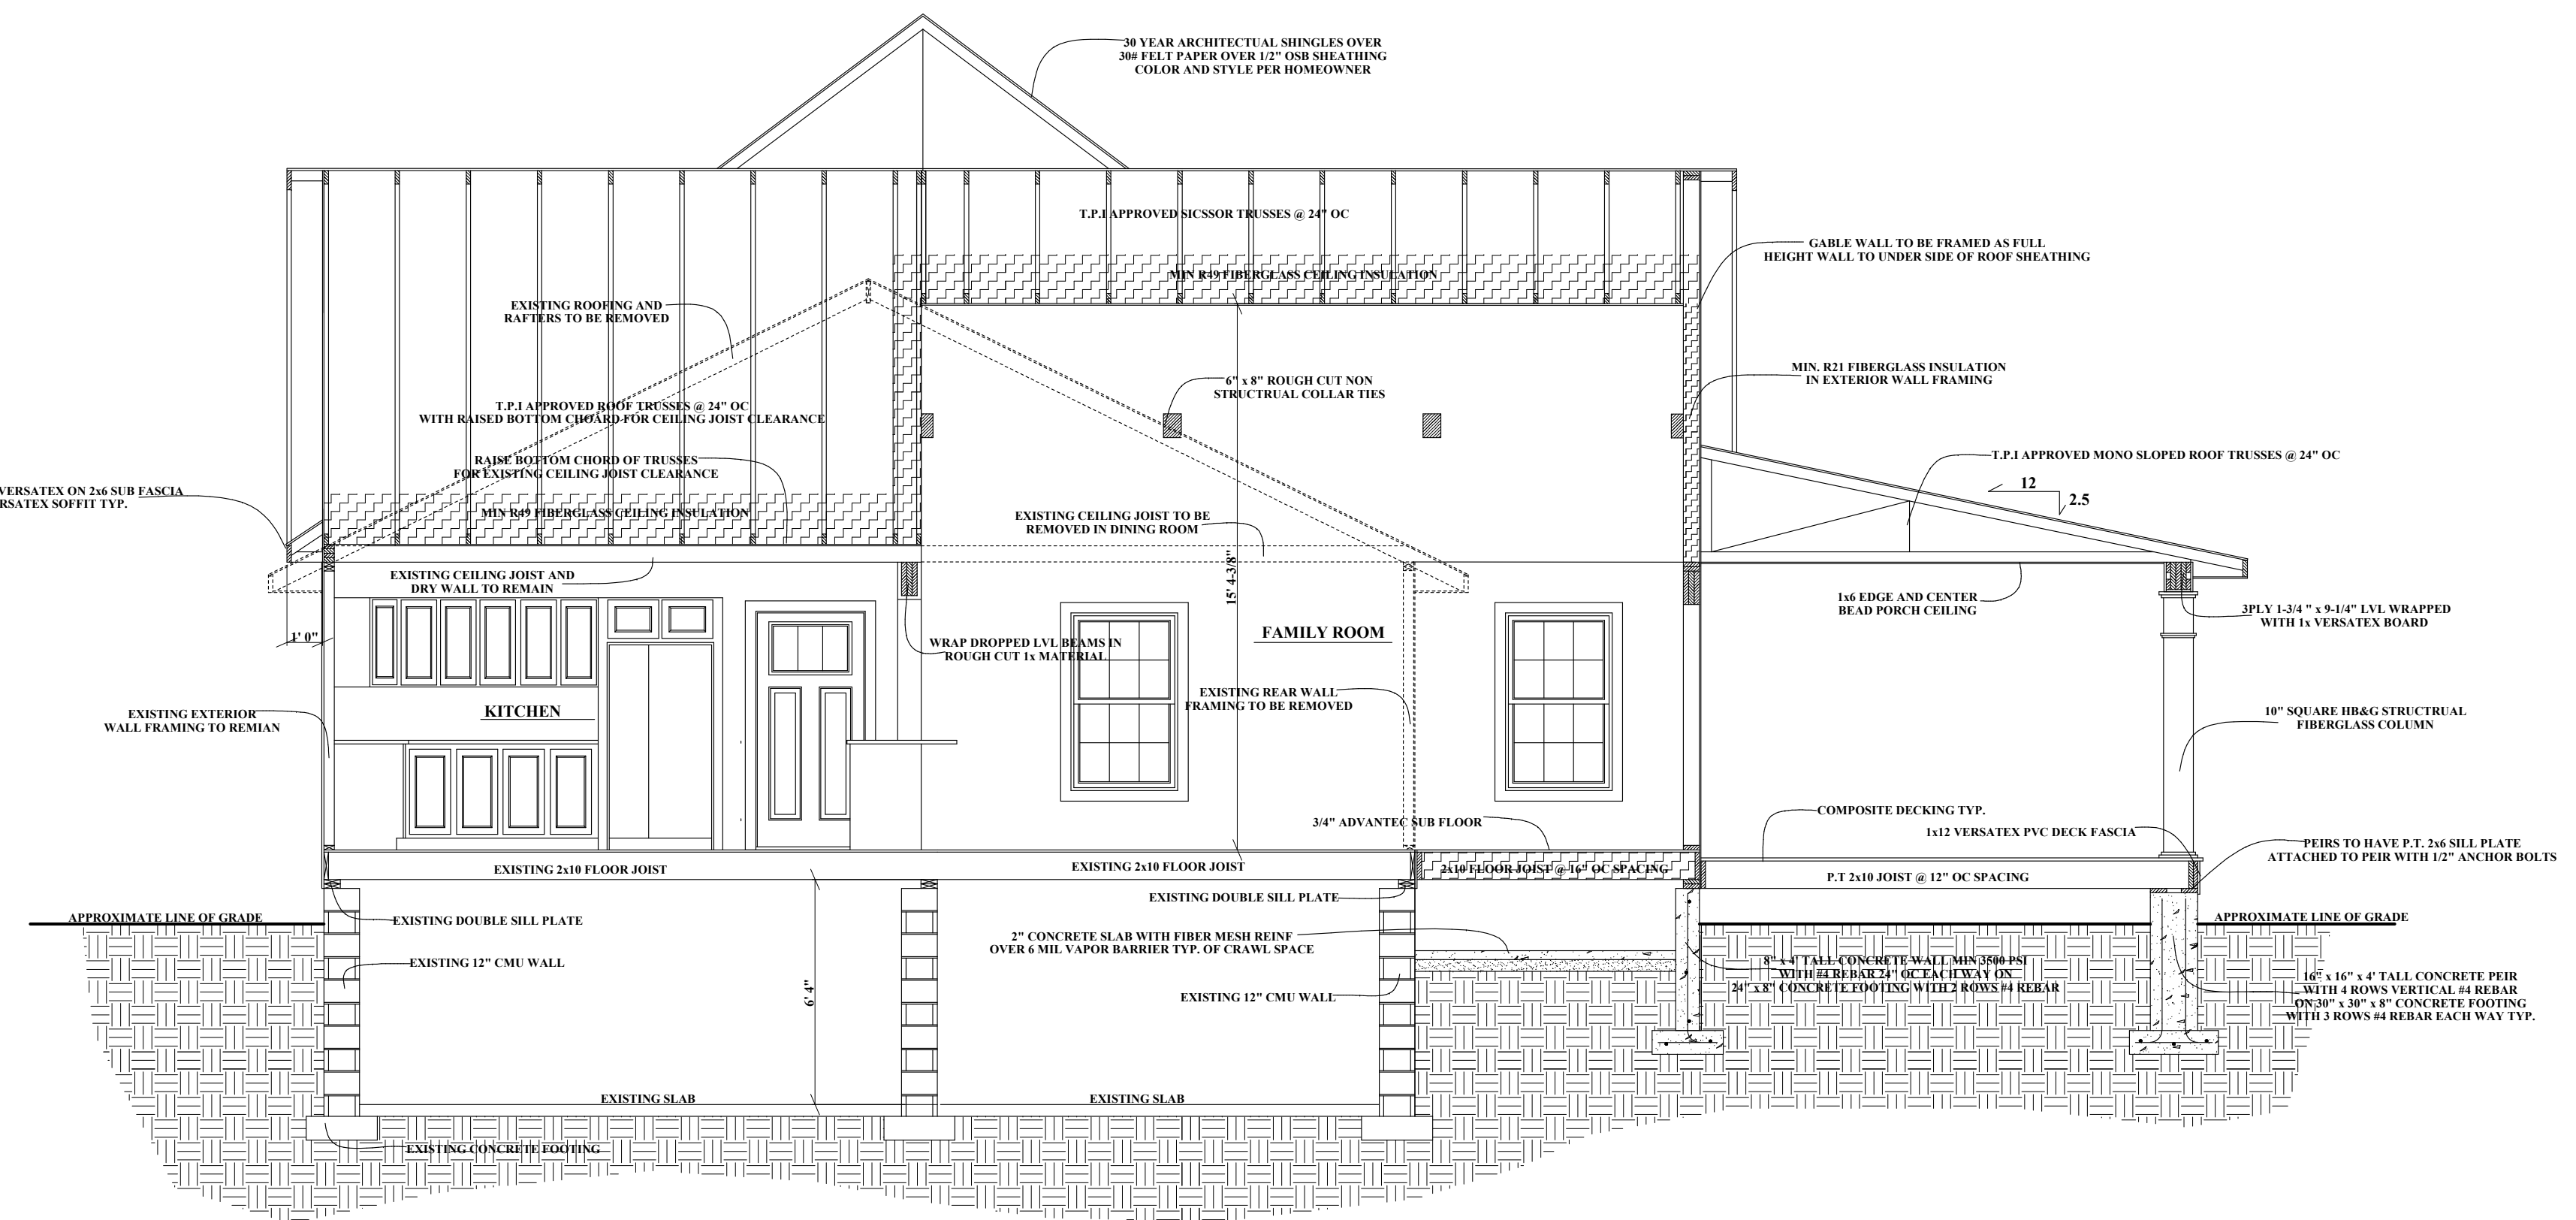 30 YEAR ARCHITECTUAL SHINGLES OVER
30# FELT PAPER OVER 1/2" OSB SHEATHING
COLOR AND STYLE PER HOMEOWNER
T.P.I APPROVED SICSSOR TRUSSES @ 24" OC
GABLE WALL TO BE FRAMED AS FULL
HEIGHT WALL TO UNDER SIDE OF ROOF SHEATHING
MIN R49 FIBERGLASS CEILING INSULATION
EXISTING ROOFING AND
RAFTERS TO BE REMOVED
MIN. R21 FIBERGLASS INSULATION
IN EXTERIOR WALL FRAMING
6" x 8" ROUGH CUT NON
STRUCTRUAL COLLAR TIES
T.P.I APPROVED ROOF TRUSSES @ 24" OC
WITH RAISED BOTTOM CHOARD FOR CEILING JOIST CLEARANCE
RAISE BOTTOM CHORD OF TRUSSES
FOR EXISTING CEILING JOIST CLEARANCE
T.P.I APPROVED MONO SLOPED ROOF TRUSSES @ 24" OC
12
2.5
VERSATEX ON 2x6 SUB FASCIA
RSATEX SOFFIT TYP.
MIN R49 FIBERGLASS CEILING INSULATION
EXISTING CEILING JOIST TO BE
REMOVED IN DINING ROOM
15' 4-3/8"
EXISTING CEILING JOIST AND
DRY WALL TO REMAIN
1x6 EDGE AND CENTER
BEAD PORCH CEILING
3PLY 1-3/4 " x 9-1/4" LVL WRAPPED
WITH 1x VERSATEX BOARD
1' 0"
FAMILY ROOM
WRAP DROPPED LVL BEAMS IN
ROUGH CUT 1x MATERIAL
EXISTING REAR WALL
FRAMING TO BE REMOVED
KITCHEN
EXISTING EXTERIOR
WALL FRAMING TO REMIAN
10" SQUARE HB&G STRUCTRUAL
FIBERGLASS COLUMN
COMPOSITE DECKING TYP.
3/4" ADVANTEC SUB FLOOR
1x12 VERSATEX PVC DECK FASCIA
PEIRS TO HAVE P.T. 2x6 SILL PLATE
ATTACHED TO PEIR WITH 1/2" ANCHOR BOLTS
EXISTING 2x10 FLOOR JOIST
EXISTING 2x10 FLOOR JOIST
2x10 FLOOR JOIST @ 16" OC SPACING
P.T 2x10 JOIST @ 12" OC SPACING
EXISTING DOUBLE SILL PLATE
APPROXIMATE LINE OF GRADE
EXISTING DOUBLE SILL PLATE
APPROXIMATE LINE OF GRADE
2" CONCRETE SLAB WITH FIBER MESH REINF
OVER 6 MIL VAPOR BARRIER TYP. OF CRAWL SPACE
EXISTING 12" CMU WALL
8" x 4' TALL CONCRETE WALL MIN 3500 PSI
WITH #4 REBAR 24" OC EACH WAY ON
24" x 8" CONCRETE FOOTING WITH 2 ROWS #4 REBAR
16" x 16" x 4' TALL CONCRETE PEIR
WITH 4 ROWS VERTICAL #4 REBAR
ON 30" x 30" x 8" CONCRETE FOOTING
WITH 3 ROWS #4 REBAR EACH WAY TYP.
6' 4"
EXISTING 12" CMU WALL
EXISTING SLAB
EXISTING SLAB
EXISTING CONCRETE FOOTING